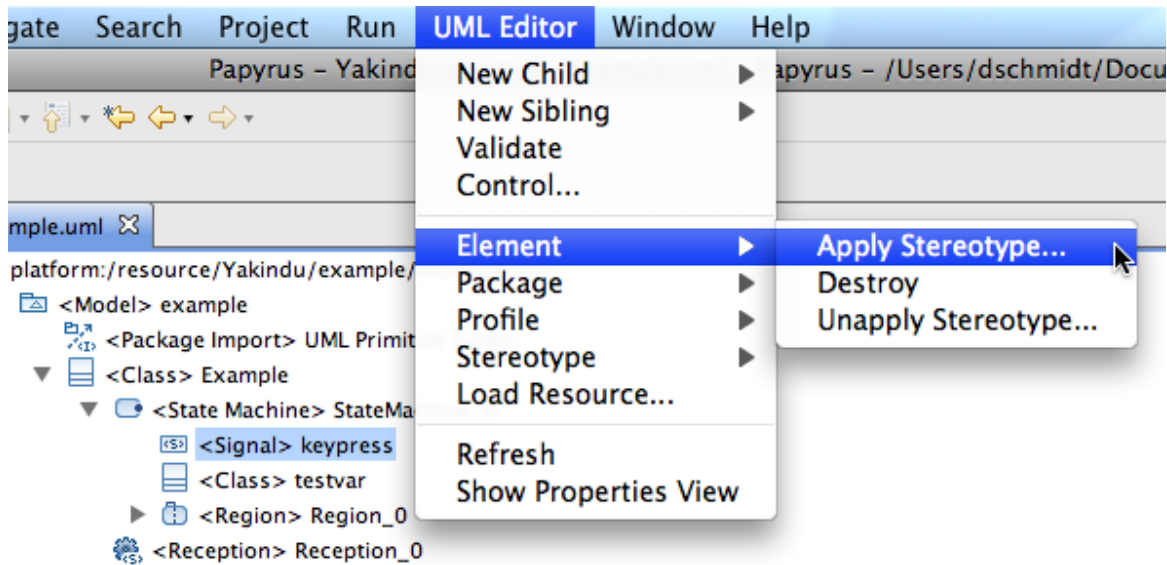 gate Search Project Run UML Editor Window Help
Papyrus – Yakind apyrus – /Users/dschmidt/Docu
New Child
New Sibling
Validate
Control...
mple.uml
Element
Apply Stereotype...
platform:/resource/Yakindu/example/
Package
Destroy
<Model> example
Profile
Unapply Stereotype...
<Package Import> UML Primit
Stereotype
<Class> Example
Load Resource...
<State Machine> StateMa
<Signal> keypress
Refresh
<Class> testvar
Show Properties View
<Region> Region_0
<Reception> Reception_0